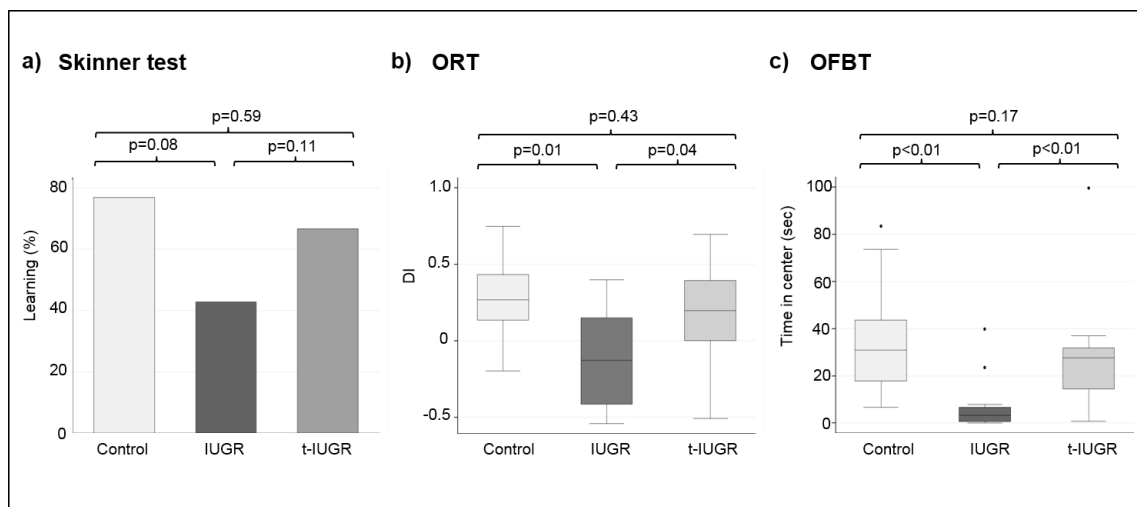 a) Skinner test
p=0.59
p=0.08
p=0.11
Learning (%)
80
60
40
20
0
Control
IUGR
t-IUGR
b) ORT
p=0.43
p=0.01
p=0.04
DI
1.0
0.5
0
-0.5
Control
IUGR
t-IUGR
c) OFBT
p=0.17
p<0.01
p<0.01
Time in center (sec)
100
80
60
40
20
0
Control
IUGR
t-IUGR